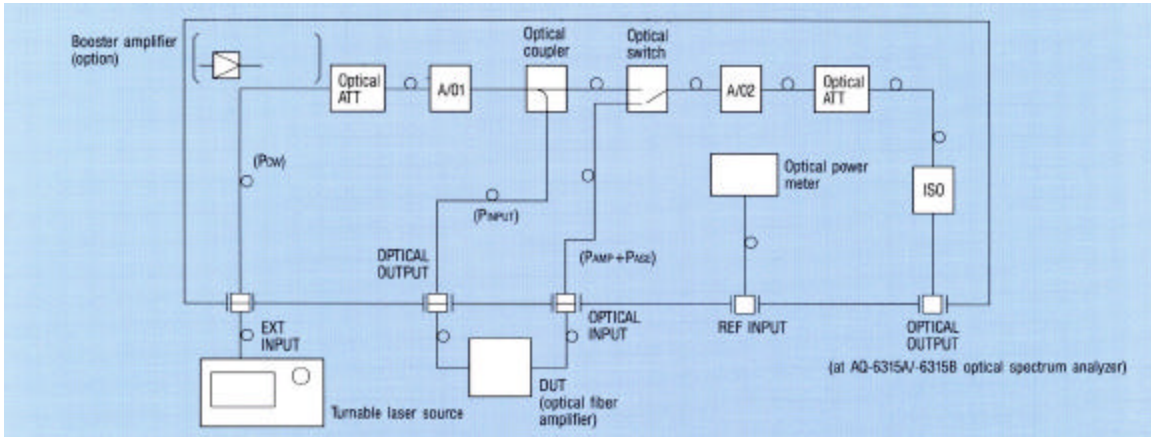 Booster amplifier
(option)
Optical
coupler
Optical
switch
Optical
ATT
A/O1
A/O2
Optical
ATT
(Pow)
(PINPUT)
Optical power
meter
ISO
OPTICAL
OUTPUT
(PAMP+PASE)
EXT
INPUT
OPTICAL
INPUT
REF INPUT
OPTICAL
OUTPUT
(at AQ-6315A/-6315B optical spectrum analyzer)
Turnable laser source
DUT
(optical fiber
amplifier)